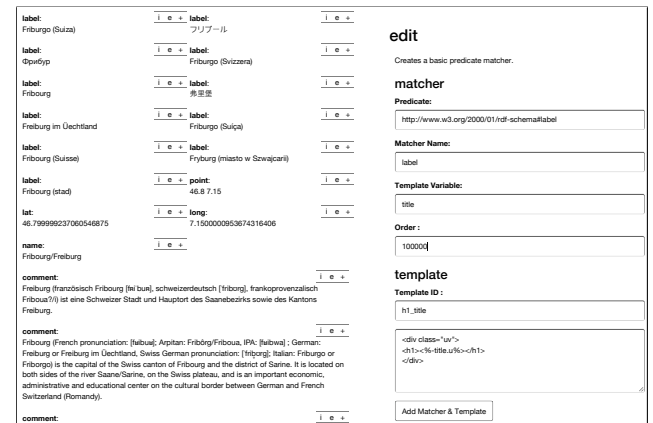 label:
i e +
label:
i e +
Friburgo (Suiza)
フリブール
label:
i e +
label:
i e +
Фрибур
Friburgo (Svizzera)
label:
i e +
label:
i e +
Fribourg
弗里堡
label:
i e +
label:
i e +
Freiburg im Üechtland
Friburgo (Suíça)
label:
i e +
label:
i e +
Fribourg (Suisse)
Fryburg (miasto w Szwajcarii)
label:
i e +
point:
i e +
Fribourg (stad)
46.8 7.15
lat:
i e +
long:
i e +
46.799999237060546875
7.1500000953674316406
name:
i e +
Fribourg/Freiburg
comment:
i e +
Freiburg (französisch Fribourg [fʁiˈbuʁ], schweizerdeutsch [ˈfribɔrg], frankoprovenzalisch
Friboua?/i) ist eine Schweizer Stadt und Hauptort des Saanebezirks sowie des Kantons
Freiburg.
comment:
i e +
Fribourg (French pronunciation: [fʁibuʁ]; Arpitan: Fribôrg/Friboua, IPA: [fʁibwa] ; German:
Freiburg or Freiburg im Üechtland, Swiss German pronunciation: [ˈfribɔrg]; Italian: Friburgo or
Friborgo) is the capital of the Swiss canton of Fribourg and the district of Sarine. It is located on
both sides of the river Saane/Sarine, on the Swiss plateau, and is an important economic,
administrative and educational center on the cultural border between German and French
Switzerland (Romandy).
comment:
i e +
edit
Creates a basic predicate matcher.
matcher
Predicate:
http://www.w3.org/2000/01/rdf-schema#label
Matcher Name:
label
Template Variable:
title
Order :
100000
template
Template ID :
h1_title
<div class="uv">
<h1><%-title.u%></h1>
</div>
Add Matcher & Template